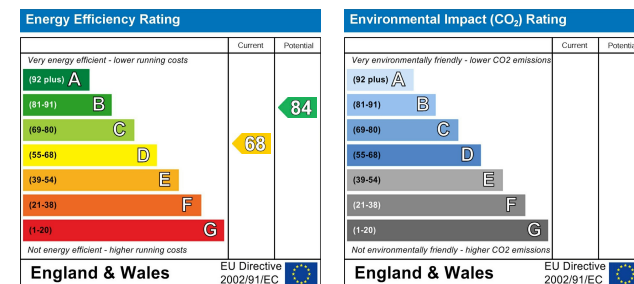 Energy Efficiency Rating
Current Potential
Very energy efficient - lower running costs
(92 plus) A
(81-91) B
84
(69-80) C
68
(55-68) D
(39-54) E
(21-38) F
(1-20) G
Not energy efficient - higher running costs
England & Wales
EU Directive
2002/91/EC
Environmental Impact (CO2) Rating
Current Potential
Very environmentally friendly - lower CO2 emissions
(92 plus) A
(81-91) B
(69-80) C
(55-68) D
(39-54) E
(21-38) F
(1-20) G
Not environmentally friendly - higher CO2 emissions
England & Wales
EU Directive
2002/91/EC